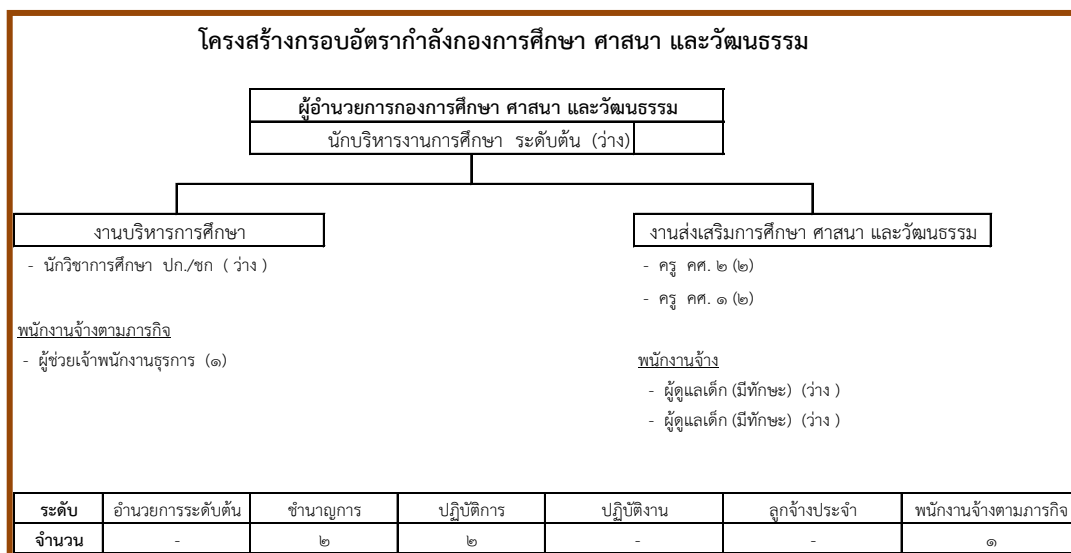 โครงสร้างกรอบอัตรากำลังกองการศึกษา ศาสนา และวัฒนธรรม
ผู้อำนวยการกองการศึกษา ศาสนา และวัฒนธรรม
นักบริหารงานการศึกษา ระดับต้น (ว่าง)
งานบริหารการศึกษา
- นักวิชาการศึกษา ปก./ชก ( ว่าง )
พนักงานจ้างตามภารกิจ
- ผู้ช่วยเจ้าพนักงานธุรการ (๑)
งานส่งเสริมการศึกษา ศาสนา และวัฒนธรรม
- ครู คศ. ๒ (๒)
- ครู คศ. ๑ (๒)
พนักงานจ้าง
- ผู้ดูแลเด็ก (มีทักษะ) (ว่าง )
- ผู้ดูแลเด็ก (มีทักษะ) (ว่าง )
ระดับ อำนวยการระดับต้น ชำนาญการ ปฏิบัติการ ปฏิบัติงาน ลูกจ้างประจำ พนักงานจ้างตามภารกิจ
จำนวน - ๒ ๒ - - ๑